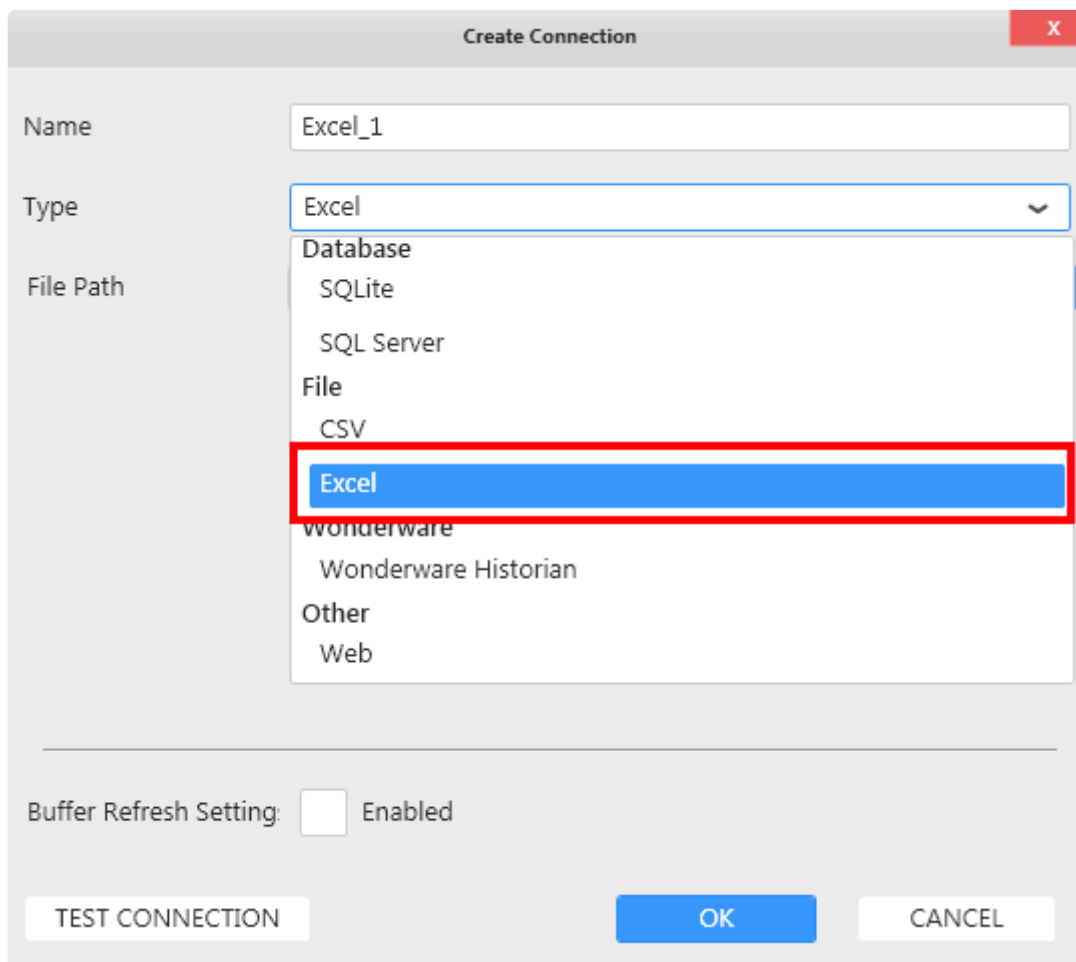 Create Connection
X
Name
Excel_1
Type
Excel
Database
File Path
SQLite
SQL Server
File
CSV
Excel
Wonderware
Wonderware Historian
Other
Web
Buffer Refresh Setting:
Enabled
TEST CONNECTION
OK
CANCEL